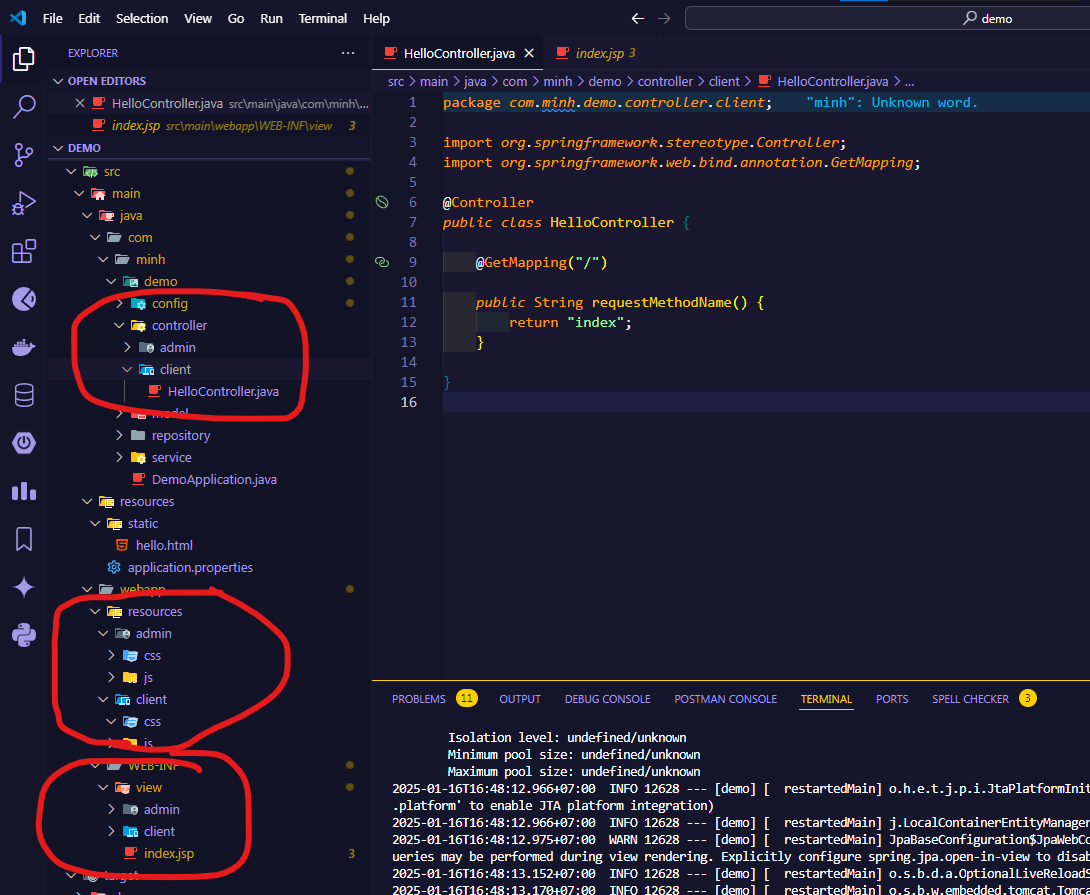 File Edit Selection View Go Run Terminal Help
demo
EXPLORER
OPEN EDITORS
HelloController.java src\main\java\com\minh\...
index.jsp src\main\webapp\WEB-INF\view 3
DEMO
src
main
java
com
minh
demo
config
controller
admin
client
HelloController.java
model
repository
service
DemoApplication.java
resources
static
hello.html
application.properties
webapp
resources
admin
css
js
client
css
js
WEB-INF
view
admin
client
index.jsp 3
target
HelloController.java index.jsp 3
src > main > java > com > minh > demo > controller > client > HelloController.java > ...
1 package com.minh.demo.controller.client; "minh": Unknown word.
2
3 import org.springframework.stereotype.Controller;
4 import org.springframework.web.bind.annotation.GetMapping;
5
6 @Controller
7 public class HelloController {
8
9 @GetMapping("/")
10
11 public String requestMethodName() {
12 return "index";
13 }
14
15 }
16
PROBLEMS 11 OUTPUT DEBUG CONSOLE POSTMAN CONSOLE TERMINAL PORTS SPELL CHECKER 3
Isolation level: undefined/unknown
Minimum pool size: undefined/unknown
Maximum pool size: undefined/unknown
2025-01-16T16:48:12.966+07:00 INFO 12628 --- [demo] [ restartedMain] o.h.e.t.j.p.i.JtaPlatformInit
.platform' to enable JTA platform integration)
2025-01-16T16:48:12.966+07:00 INFO 12628 --- [demo] [ restartedMain] j.LocalContainerEntityManager
2025-01-16T16:48:12.975+07:00 WARN 12628 --- [demo] [ restartedMain] JpaBaseConfiguration$JpaWebCo
ueries may be performed during view rendering. Explicitly configure spring.jpa.open-in-view to disab
2025-01-16T16:48:13.152+07:00 INFO 12628 --- [demo] [ restartedMain] o.s.b.d.a.OptionalLiveReloadS
2025-01-16T16:48:13.170+07:00 INFO 12628 --- [demo] [ restartedMain] o.s.b.w.embedded.tomcat.Tomca